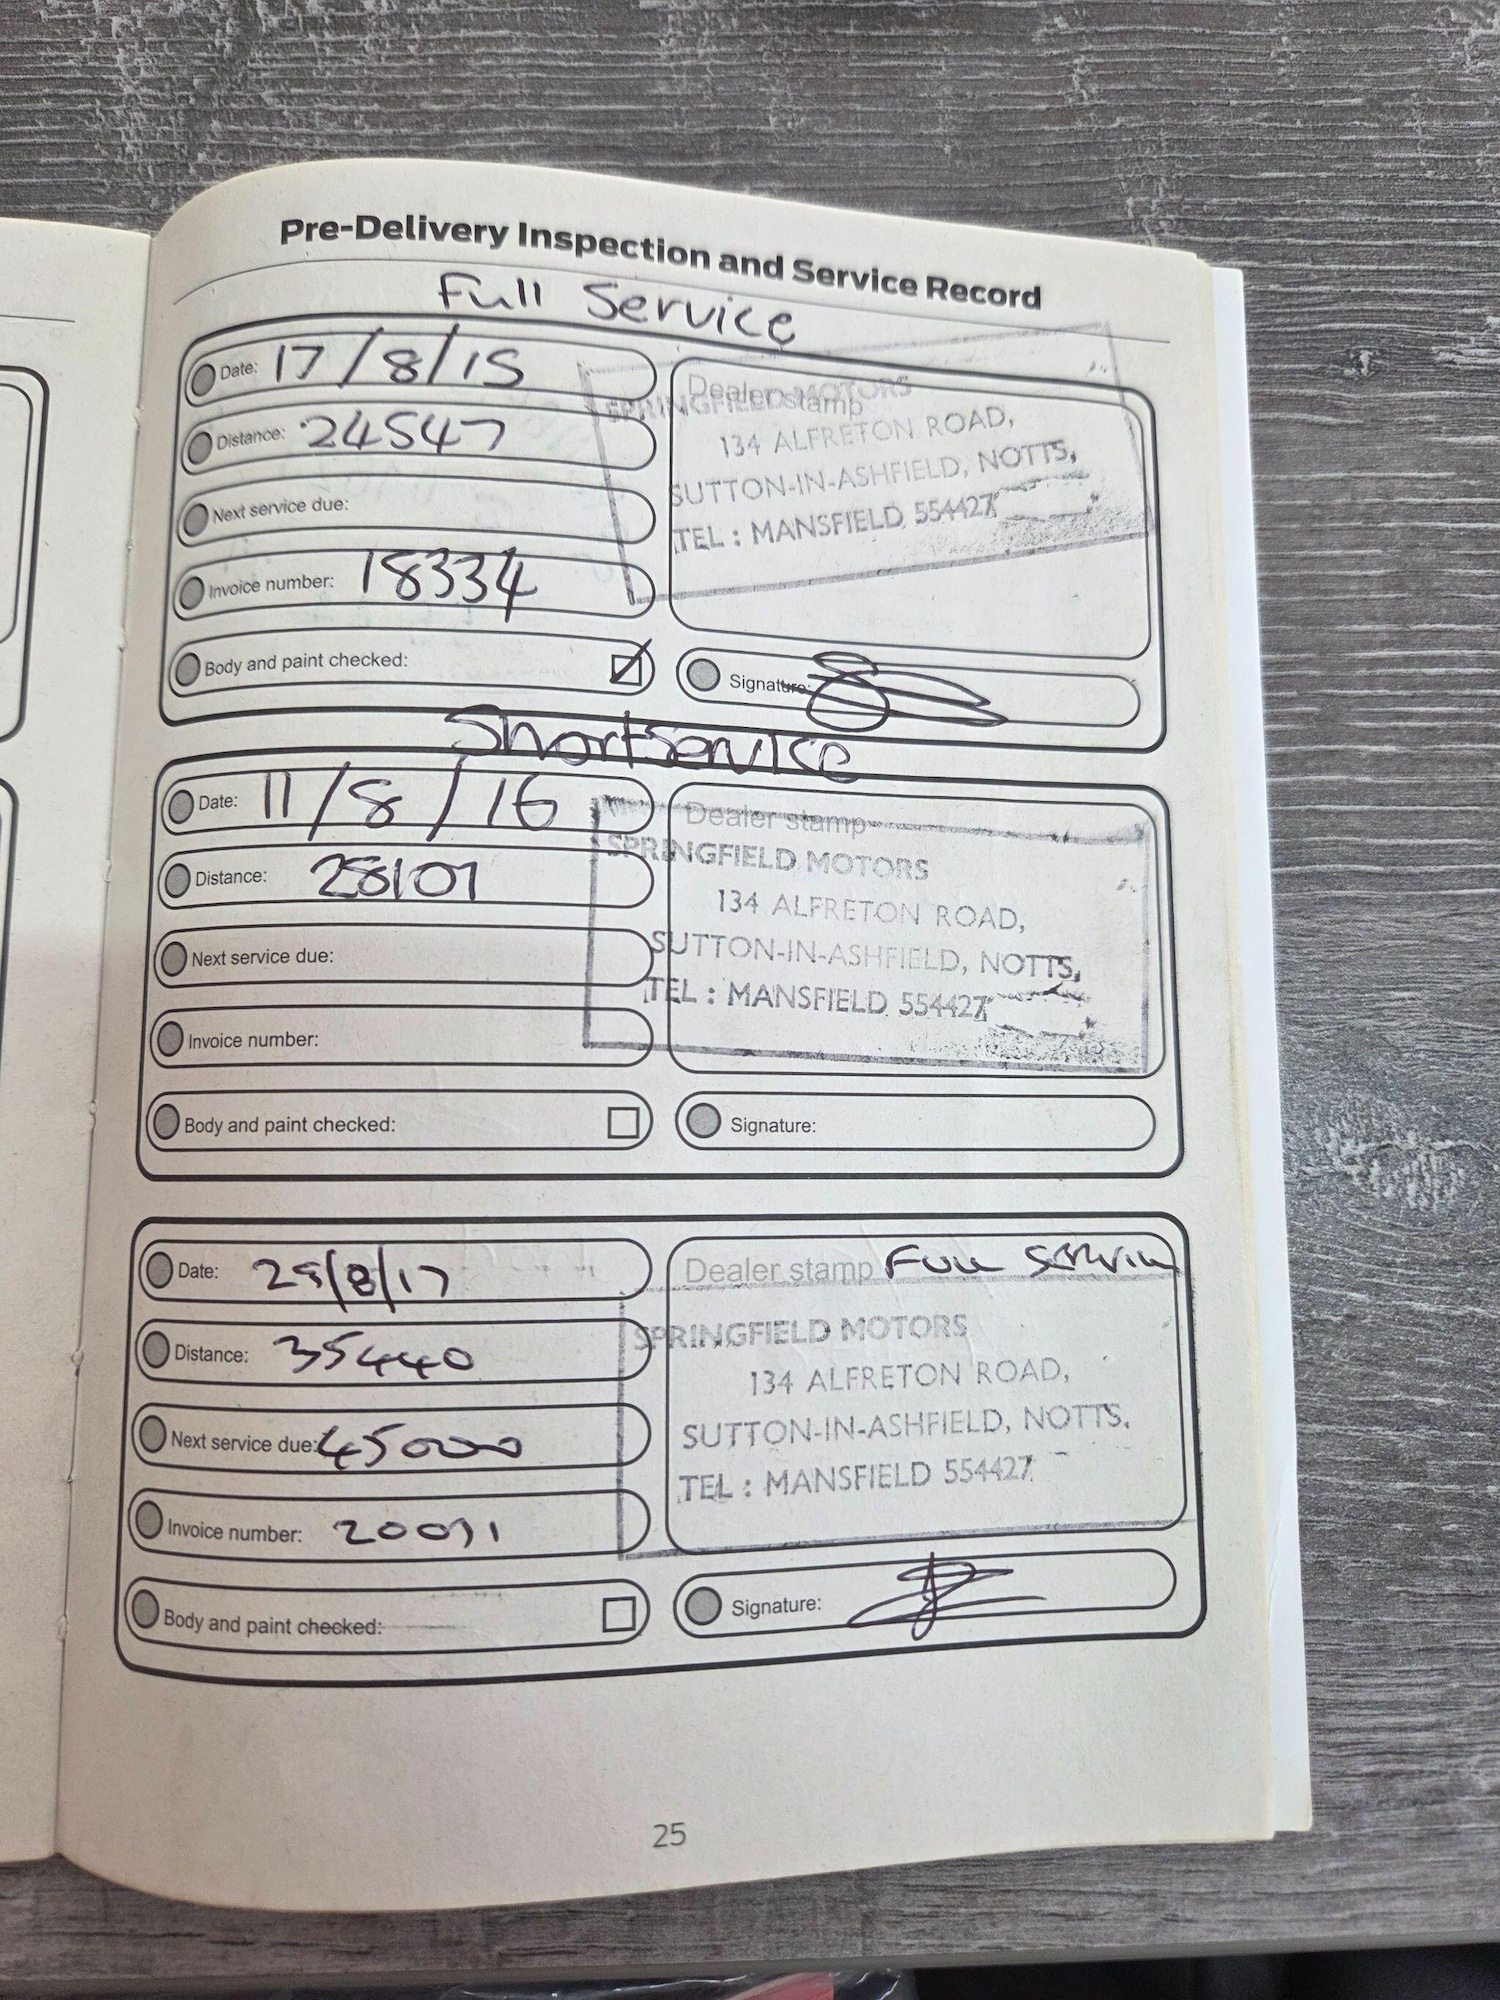 Pre-Delivery Inspection and Service Record
Full Service
Date: 17/8/15
Distance: 24547
Next service due:
Invoice number: 18334
Body and paint checked:
Dealer stamp
SPRINGFIELD MOTORS
134 ALFRETON ROAD,
SUTTON-IN-ASHFIELD, NOTTS,
TEL : MANSFIELD 554427
Signature:
Short Service
Date: 11/8/16
Distance: 28107
Next service due:
Invoice number:
Body and paint checked:
Dealer stamp
SPRINGFIELD MOTORS
134 ALFRETON ROAD,
SUTTON-IN-ASHFIELD, NOTTS,
TEL : MANSFIELD 554427
Signature:
Date: 29/8/17
Distance: 35440
Next service due: 45000
Invoice number: 20091
Body and paint checked:
Dealer stamp Full Service
SPRINGFIELD MOTORS
134 ALFRETON ROAD,
SUTTON-IN-ASHFIELD, NOTTS.
TEL : MANSFIELD 554427
Signature:
25